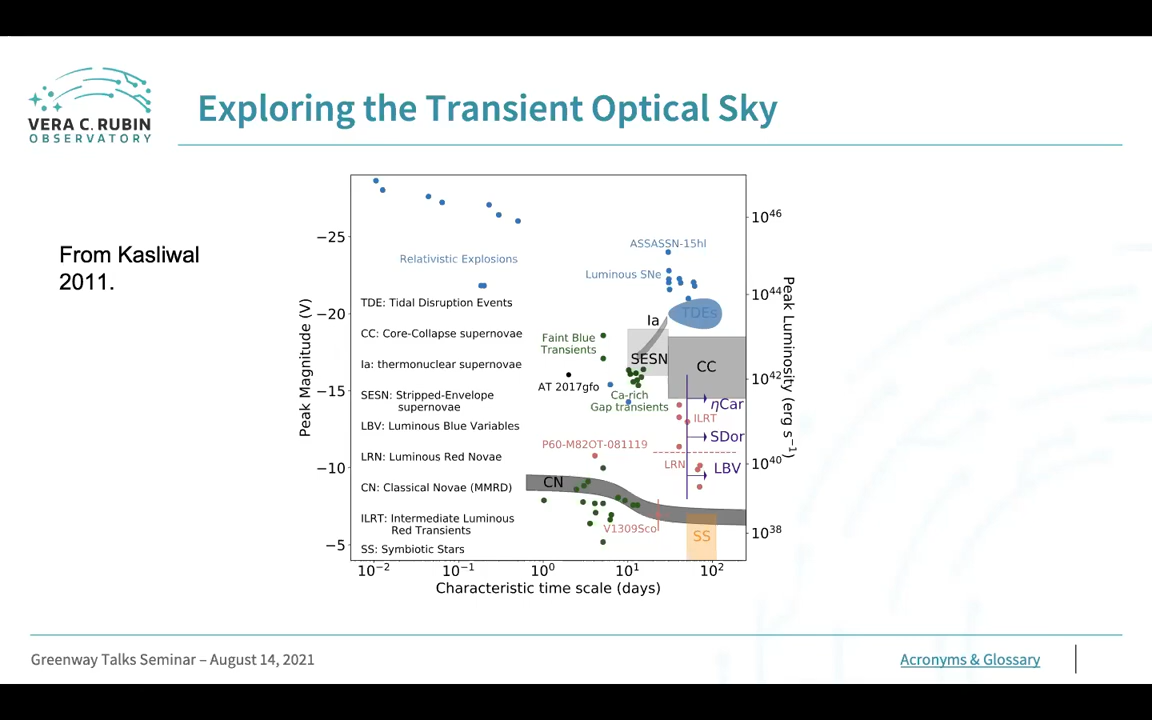 VERA C. RUBIN
OBSERVATORY
Exploring the Transient Optical Sky
From Kasliwal
2011.
Peak Magnitude (V)
−25
−20
−15
−10
−5
Relativistic Explosions
TDE: Tidal Disruption Events
CC: Core-Collapse supernovae
Ia: thermonuclear supernovae
SESN: Stripped-Envelope
supernovae
LBV: Luminous Blue Variables
LRN: Luminous Red Novae
CN: Classical Novae (MMRD)
ILRT: Intermediate Luminous
Red Transients
SS: Symbiotic Stars
ASSASSN-15hl
Luminous SNe
TDEs
Ia
Faint Blue
Transients
SESN
CC
AT 2017gfo
Ca-rich
Gap transients
ηCar
ILRT
SDor
P60-M82OT-081119
LRN
LBV
CN
V1309Sco
SS
10⁴⁶
10⁴⁴
10⁴²
10⁴⁰
10³⁸
Peak Luminosity (erg s⁻¹)
10⁻² 10⁻¹ 10⁰ 10¹ 10²
Characteristic time scale (days)
Greenway Talks Seminar – August 14, 2021
Acronyms & Glossary